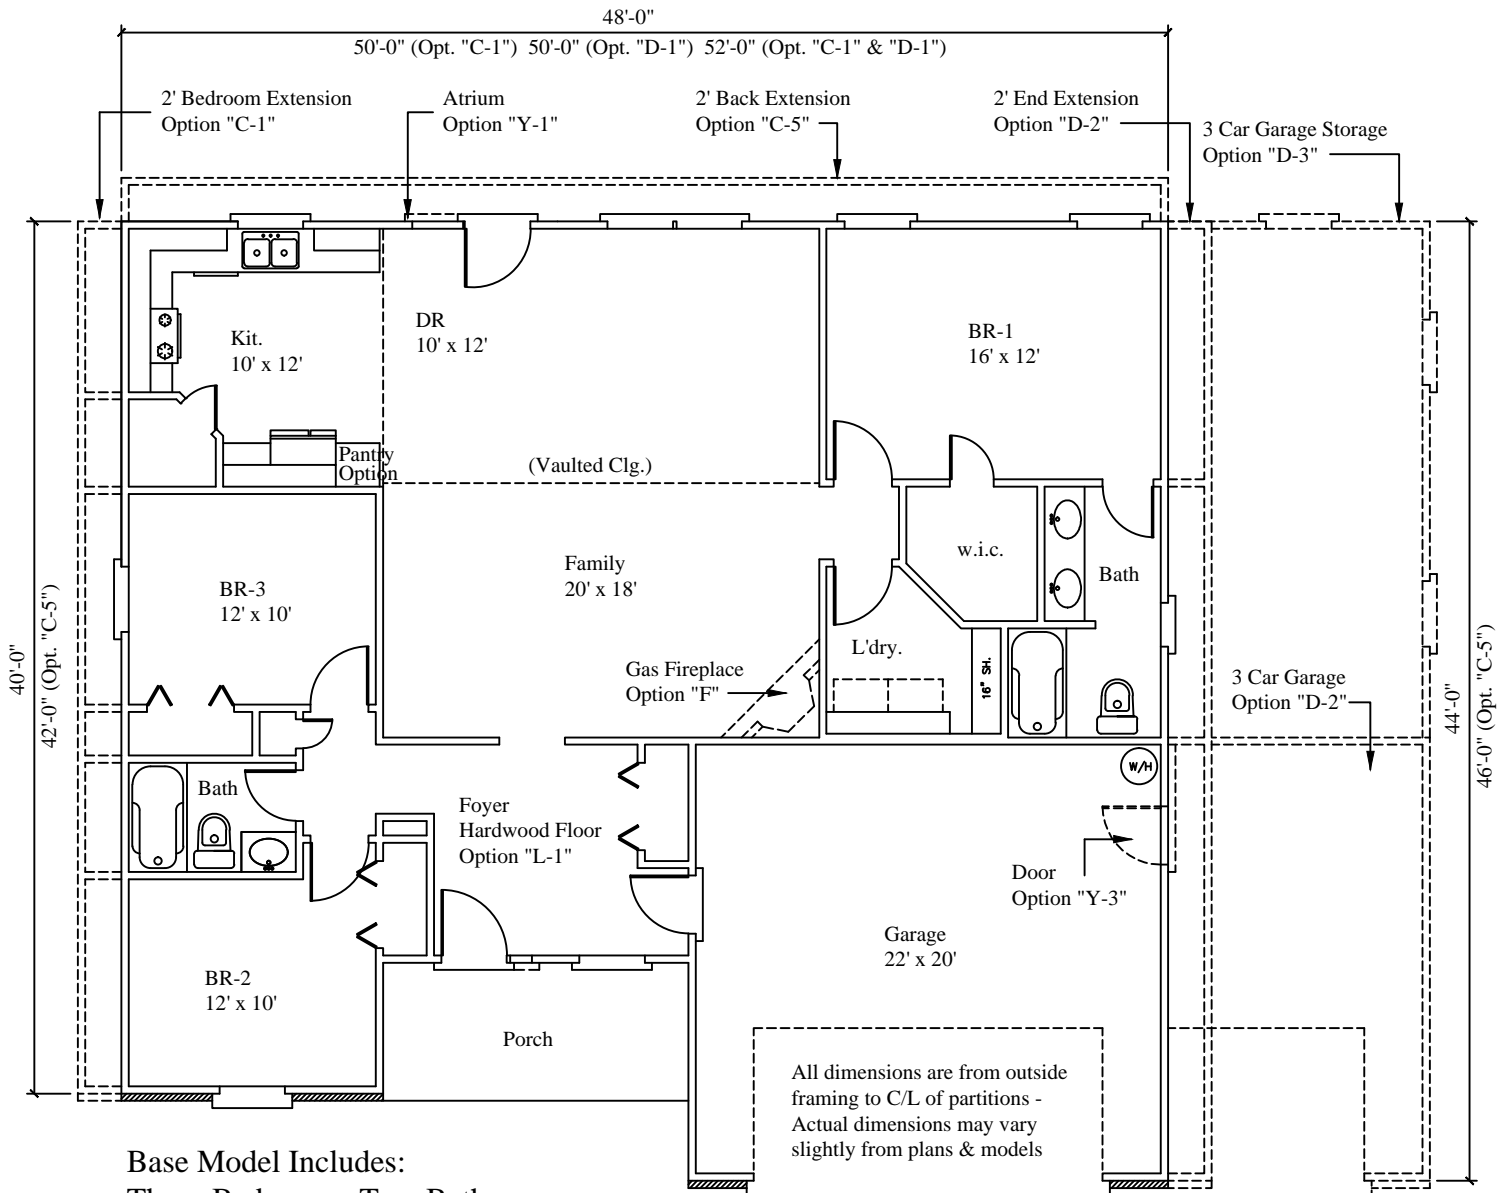 48'-0"
50'-0" (Opt. "C-1")  50'-0" (Opt. "D-1")  52'-0" (Opt. "C-1" & "D-1")
2' Bedroom Extension
Option "C-1"
Atrium
Option "Y-1"
2' Back Extension
Option "C-5"
2' End Extension
Option "D-2"
3 Car Garage Storage
Option "D-3"
Kit.
10' x 12'
DR
10' x 12'
BR-1
16' x 12'
Pantry
Option
(Vaulted Clg.)
w.i.c.
Bath
Family
20' x 18'
BR-3
12' x 10'
40'-0"
42'-0" (Opt. "C-5")
L'dry.
16" SH.
Gas Fireplace
Option "F"
3 Car Garage
Option "D-2"
44'-0"
46'-0" (Opt. "C-5")
W/H
Bath
Foyer
Hardwood Floor
Option "L-1"
Door
Option "Y-3"
Garage
22' x 20'
BR-2
12' x 10'
Porch
All dimensions are from outside
framing to C/L of partitions -
Actual dimensions may vary
slightly from plans & models
Base Model Includes: